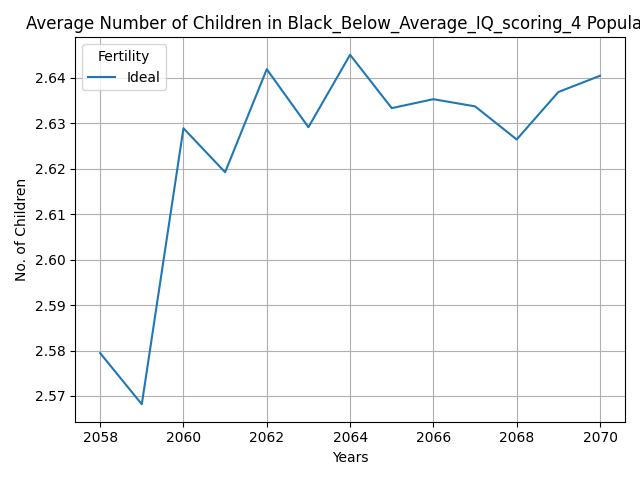 Average Number of Children in Black_Below_Average_IQ_scoring_4 Popula
Fertility
Ideal
2.64
2.63
2.62
2.61
2.60
2.59
2.58
2.57
No. of Children
2058 2060 2062 2064 2066 2068 2070
Years